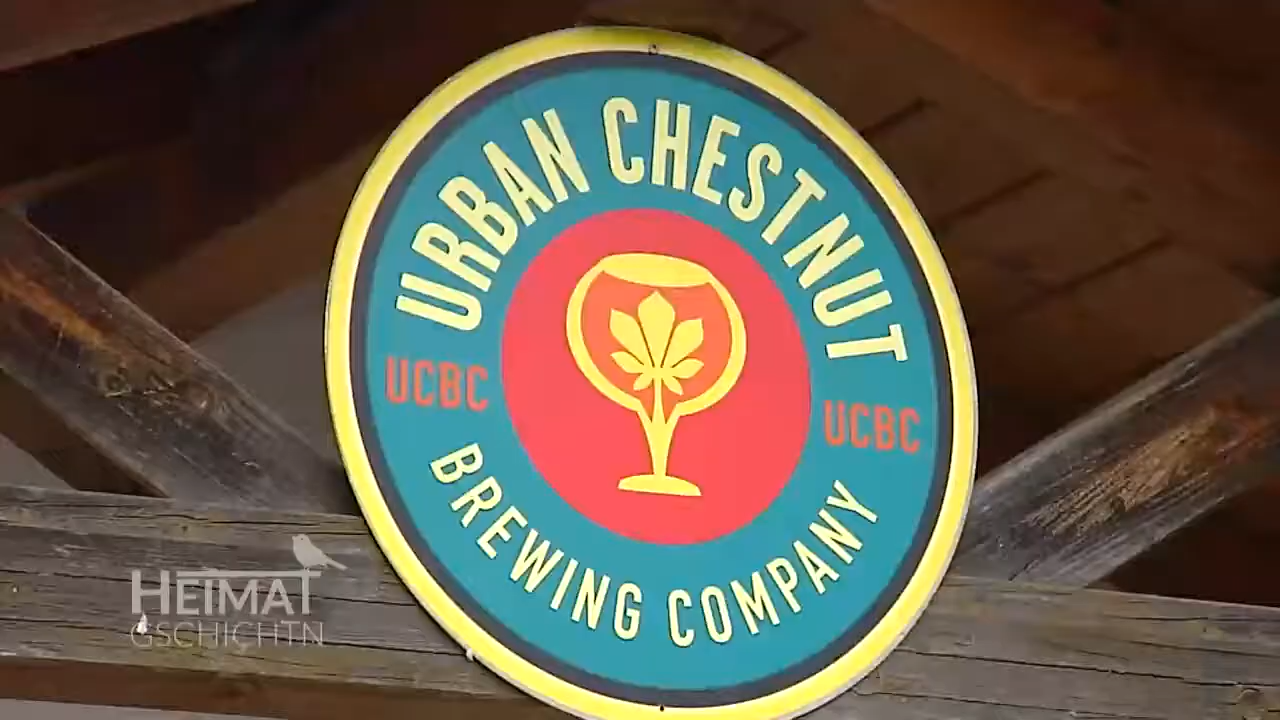 URBAN CHESTNUT
UCBC
UCBC
BREWING COMPANY
HEIMAT
GSCHICHTN